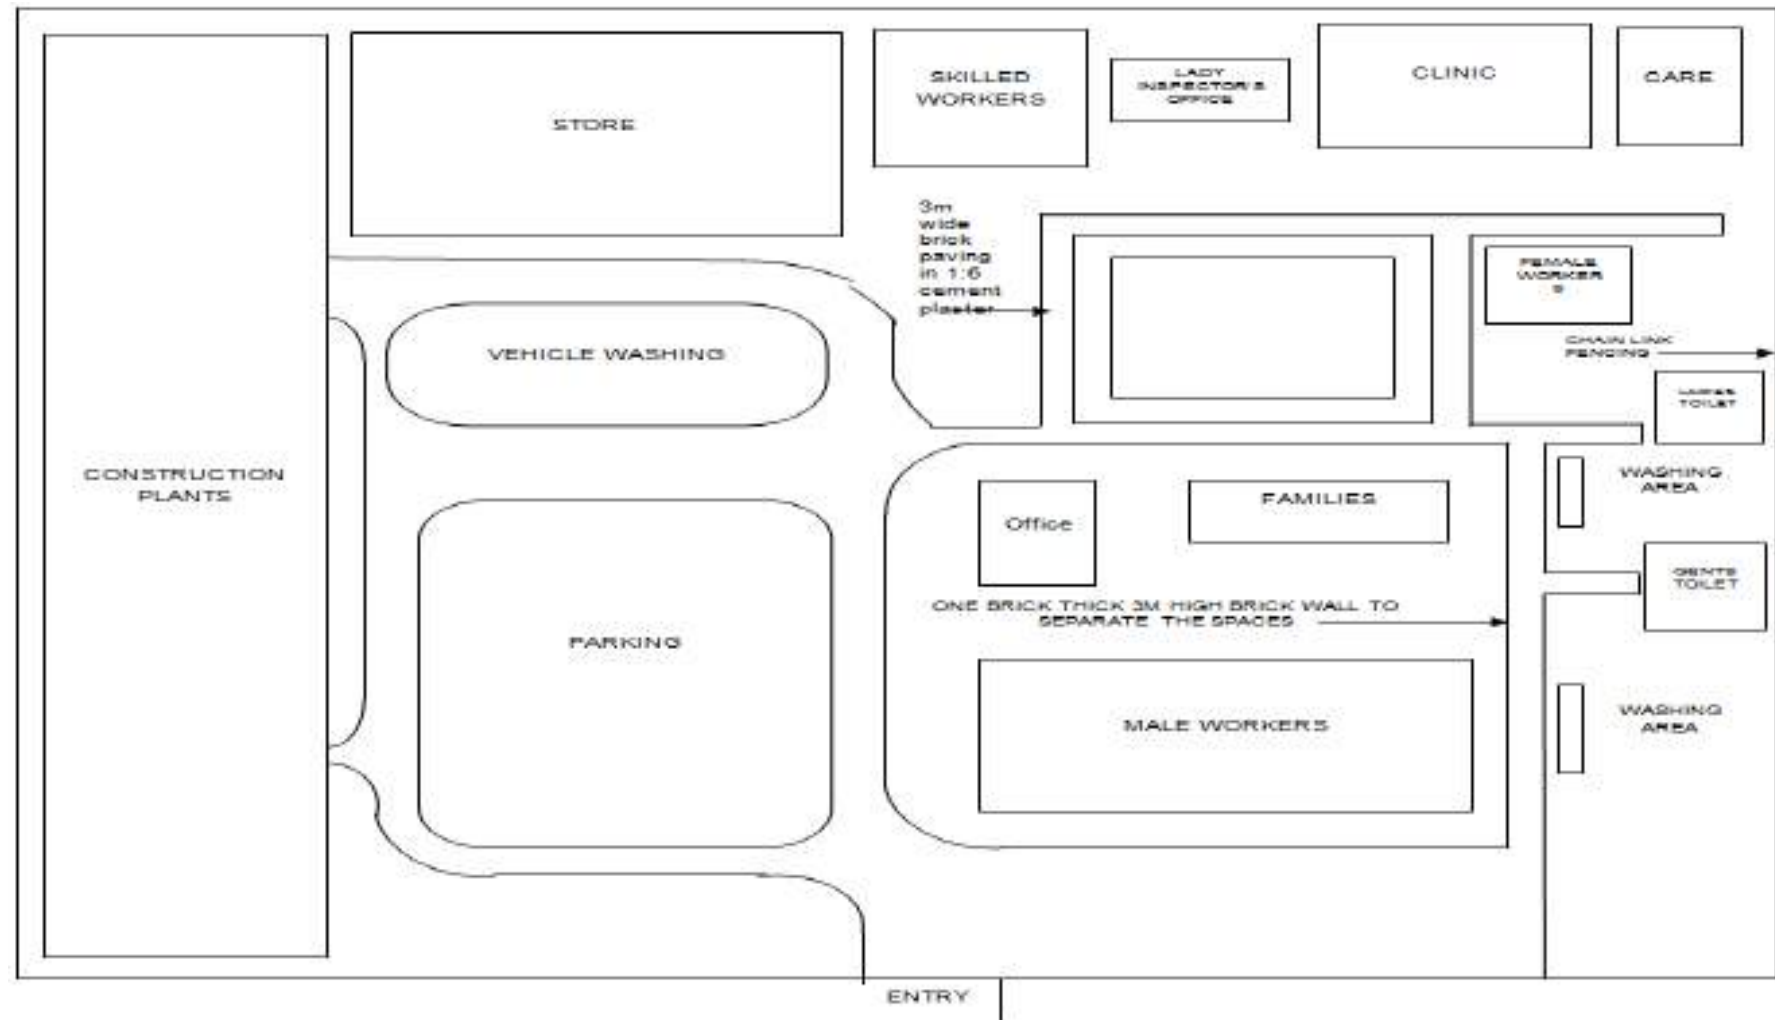 STORE
SKILLED
WORKERS
LADY
INSPECTOR'S
OFFICE
CLINIC
CARE
3m
wide
brick
paving
in 1:6
cement
plaster
FEMALE
WORKER
S
CHAIN LINK
FENCING
VEHICLE WASHING
LADIES
TOILET
CONSTRUCTION
PLANTS
WASHING
AREA
Office
FAMILIES
GENTS
TOILET
ONE BRICK THICK 3M HIGH BRICK WALL TO
SEPARATE THE SPACES
PARKING
MALE WORKERS
WASHING
AREA
ENTRY